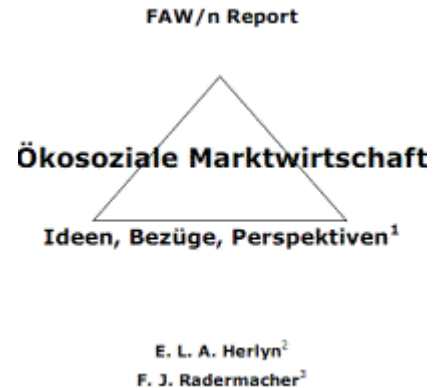 FAW/n Report
Ökosoziale Marktwirtschaft
Ideen, Bezüge, Perspektiven¹
E. L. A. Herlyn²
F. J. Radermacher³